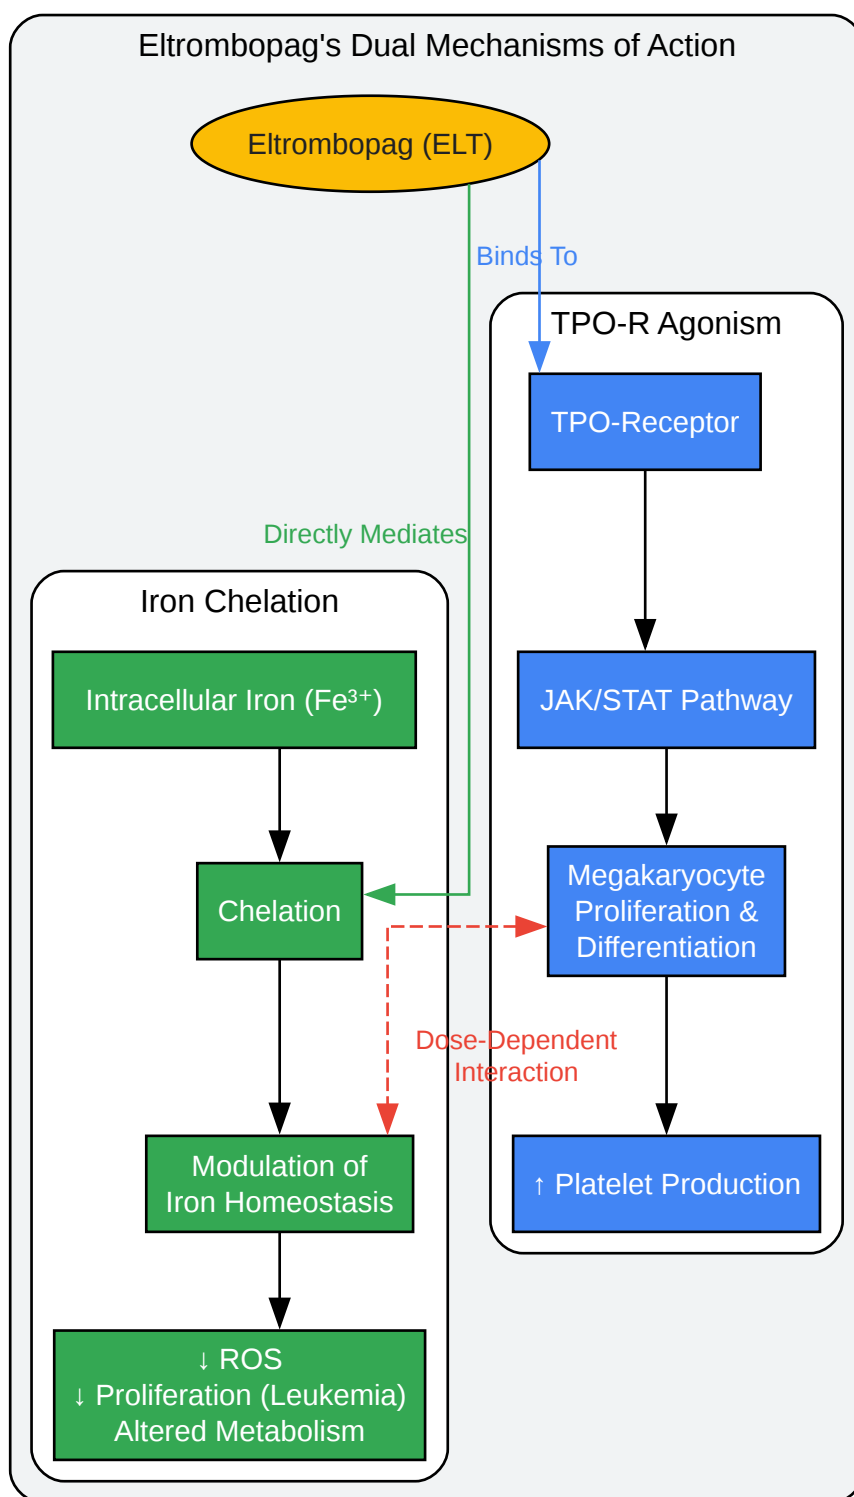 Eltrombopag's Dual Mechanisms of Action
Eltrombopag (ELT)
Binds To
TPO-R Agonism
TPO-Receptor
Directly Mediates
Iron Chelation
Intracellular Iron (Fe³⁺)
JAK/STAT Pathway
Chelation
Megakaryocyte
Proliferation &
Differentiation
Dose-Dependent
Interaction
Modulation of
Iron Homeostasis
↑ Platelet Production
↓ ROS
↓ Proliferation (Leukemia)
Altered Metabolism